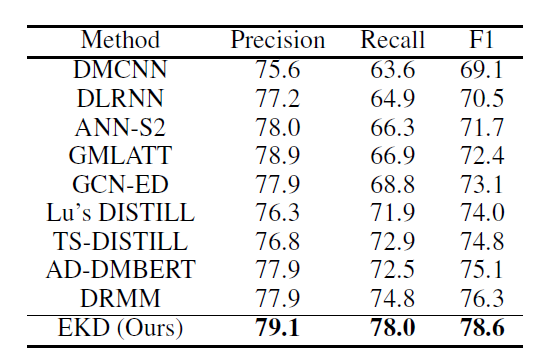 Method Precision Recall F1
DMCNN 75.6 63.6 69.1
DLRNN 77.2 64.9 70.5
ANN-S2 78.0 66.3 71.7
GMLATT 78.9 66.9 72.4
GCN-ED 77.9 68.8 73.1
Lu's DISTILL 76.3 71.9 74.0
TS-DISTILL 76.8 72.9 74.8
AD-DMBERT 77.9 72.5 75.1
DRMM 77.9 74.8 76.3
EKD (Ours) 79.1 78.0 78.6